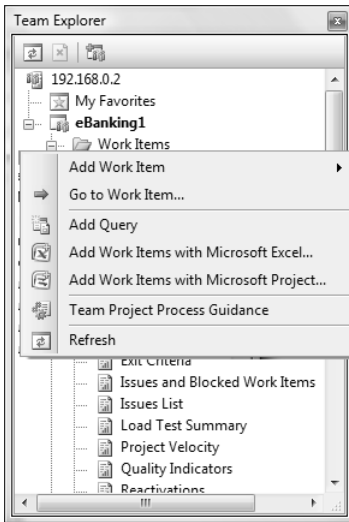 Team Explorer
192.168.0.2
My Favorites
eBanking1
Work Items
Add Work Item
Go to Work Item...
Add Query
Add Work Items with Microsoft Excel...
Add Work Items with Microsoft Project...
Team Project Process Guidance
Refresh
Exit Criteria
Issues and Blocked Work Items
Issues List
Load Test Summary
Project Velocity
Quality Indicators
Reactivations